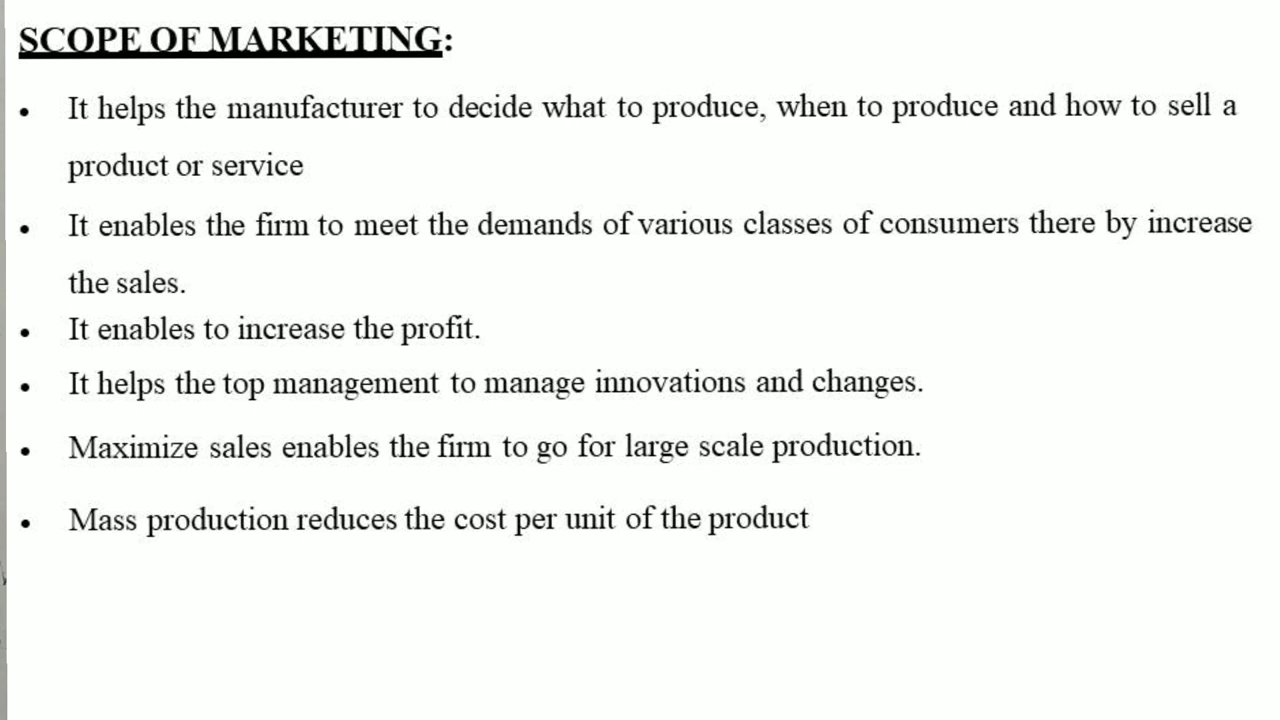 SCOPE OF MARKETING:
• It helps the manufacturer to decide what to produce, when to produce and how to sell a
product or service
• It enables the firm to meet the demands of various classes of consumers there by increase
the sales.
• It enables to increase the profit.
• It helps the top management to manage innovations and changes.
• Maximize sales enables the firm to go for large scale production.
• Mass production reduces the cost per unit of the product